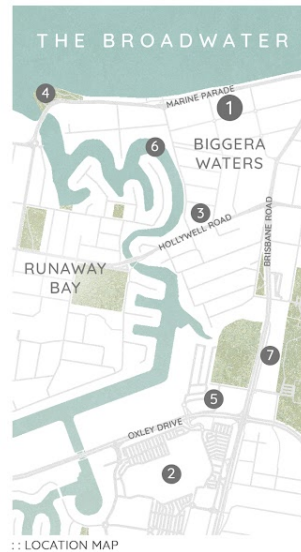 THE BROADWATER
4
MARINE PARADE
1
6
BIGGERA
WATERS
3
HOLLYWELL ROAD
BRISBANE ROAD
RUNAWAY
BAY
7
5
OXLEY DRIVE
2
:: LOCATION MAP